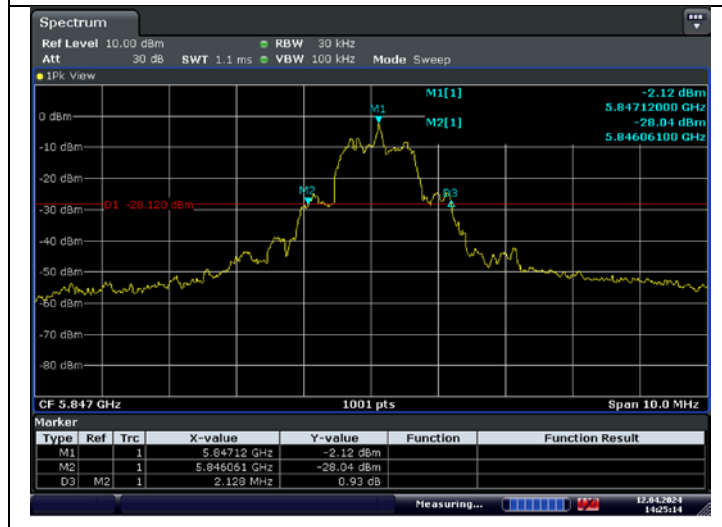 Spectrum
Ref Level 10.00 dBm RBW 30 kHz
Att 30 dB SWT 1.1 ms VBW 100 kHz Mode Sweep
1Pk View
M1[1] -2.12 dBm
5.84712000 GHz
M2[1] -28.04 dBm
5.84606100 GHz
M1
0 dBm
-10 dBm
-20 dBm
M2 D3
D1 -28.120 dBm
-30 dBm
-40 dBm
-50 dBm
-60 dBm
-70 dBm
-80 dBm
CF 5.847 GHz 1001 pts Span 10.0 MHz
Marker
Type Ref Trc X-value Y-value Function Function Result
M1 1 5.84712 GHz -2.12 dBm
M2 1 5.846061 GHz -28.04 dBm
D3 M2 1 2.128 MHz 0.93 dB
Measuring... 12.04.2024
14:25:14